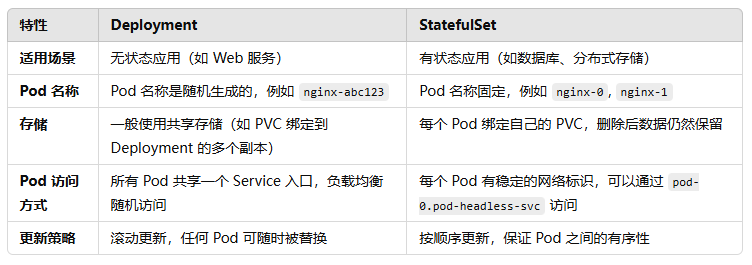 特性 Deployment StatefulSet
适用场景 无状态应用（如 Web 服务） 有状态应用（如数据库、分布式存储）
Pod 名称 Pod 名称是随机生成的，例如 nginx-abc123 Pod 名称固定，例如 nginx-0 , nginx-1
存储 一般使用共享存储（如 PVC 绑定到 每个 Pod 绑定自己的 PVC，删除后数据仍然保留
Deployment 的多个副本）
Pod 访问 所有 Pod 共享一个 Service 入口，负载均衡 每个 Pod 有稳定的网络标识，可以通过 pod-
方式 随机访问 0.pod-headless-svc 访问
更新策略 滚动更新，任何 Pod 可随时被替换 按顺序更新，保证 Pod 之间的有序性